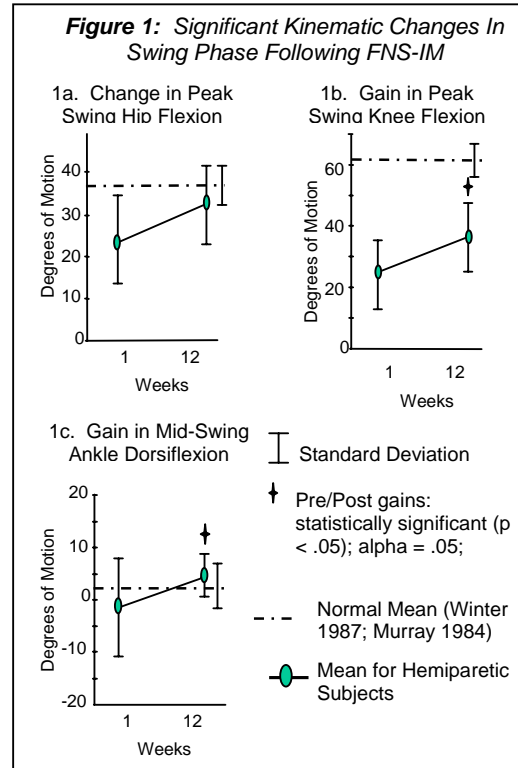 Figure 1: Significant Kinematic Changes In
Swing Phase Following FNS-IM
1a. Change in Peak
Swing Hip Flexion
Degrees of Motion
40
30
20
10
0
1 12
Weeks
1b. Gain in Peak
Swing Knee Flexion
Degrees of Motion
60
40
20
0
1 12
Weeks
1c. Gain in Mid-Swing
Ankle Dorsiflexion
Degrees of Motion
20
10
0
-10
-20
1 12
Weeks
Standard Deviation
Pre/Post gains:
statistically significant (p
< .05); alpha = .05;
Normal Mean (Winter
1987; Murray 1984)
Mean for Hemiparetic
Subjects